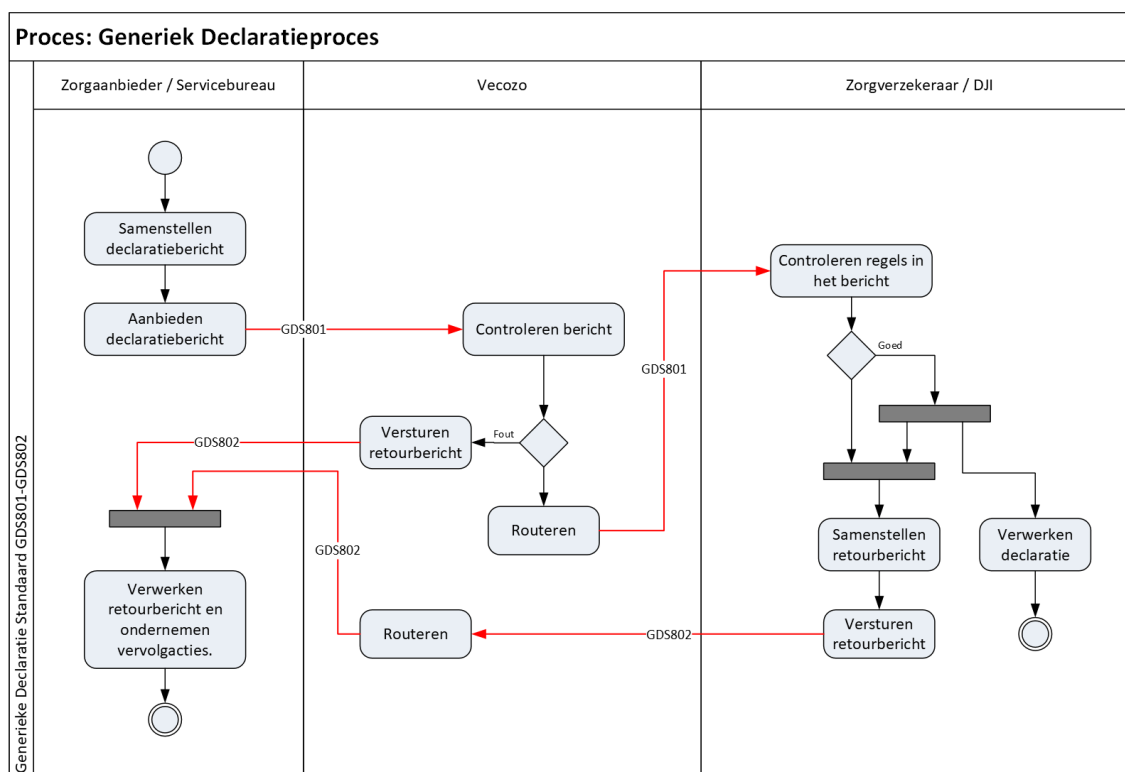 Proces: Generiek Declaratieproces
Generieke Declaratie Standaard GDS801-GDS802
Zorgaanbieder / Servicebureau
Vecozo
Zorgverzekeraar / DJI
Samenstellen
declaratiebericht
Aanbieden
declaratiebericht
GDS801
Controleren bericht
GDS801
Controleren regels in
het bericht
Goed
Fout
Versturen
retourbericht
GDS802
Routeren
GDS802
Samenstellen
retourbericht
Verwerken
declaratie
Verwerken
retourbericht en
ondernemen
vervolgacties.
Routeren
GDS802
Versturen
retourbericht